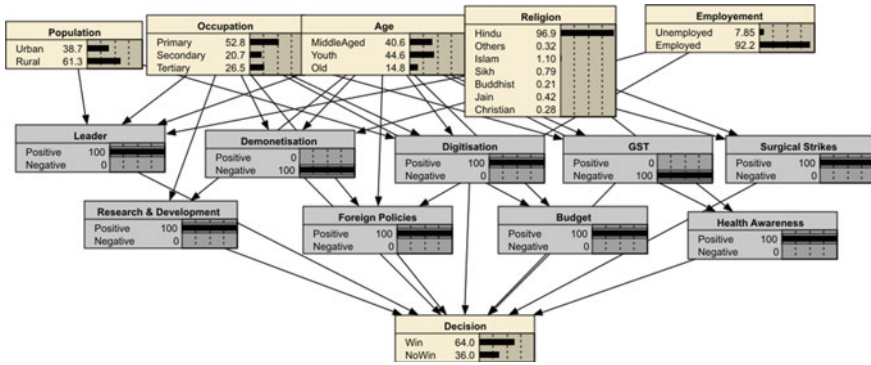 Population
Urban 38.7
Rural 61.3
Occupation
Primary 52.8
Secondary 20.7
Tertiary 26.5
Age
MiddleAged 40.6
Youth 44.6
Old 14.8
Religion
Hindu 96.9
Others 0.32
Islam 1.10
Sikh 0.79
Buddhist 0.21
Jain 0.42
Christian 0.28
Employement
Unemployed 7.85
Employed 92.2
Leader
Positive 100
Negative 0
Demonetisation
Positive 0
Negative 100
Digitisation
Positive 100
Negative 0
GST
Positive 0
Negative 100
Surgical Strikes
Positive 100
Negative 0
Research & Development
Positive 100
Negative 0
Foreign Policies
Positive 100
Negative 0
Budget
Positive 100
Negative 0
Health Awareness
Positive 100
Negative 0
Decision
Win 64.0
NoWin 36.0